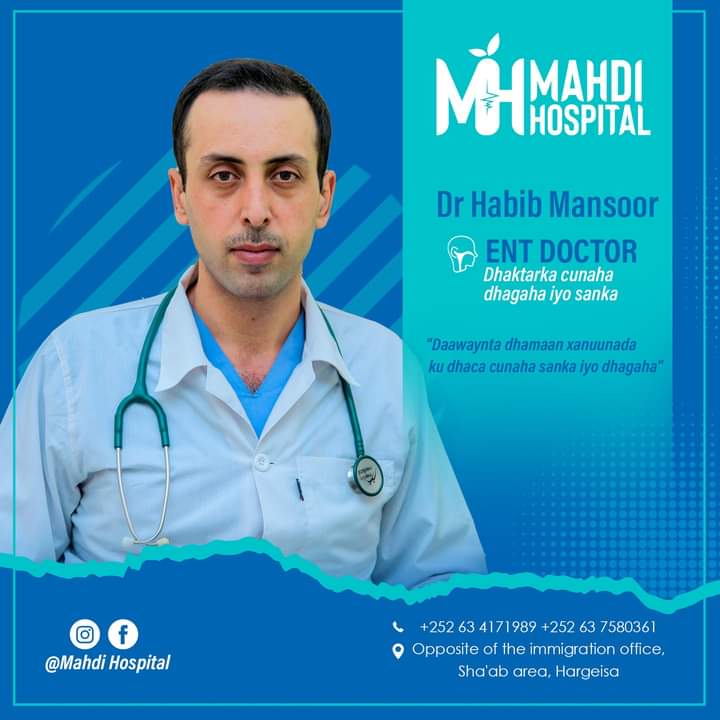 MH MAHDI
HOSPITAL
Dr Habib Mansoor
ENT DOCTOR
Dhaktarka cunaha
dhagaha iyo sanka
"Daawaynta dhamaan xanuunada
ku dhaca cunaha sanka iyo dhagaha"
@Mahdi Hospital
+252 63 4171989 +252 63 7580361
Opposite of the immigration office,
Sha'ab area, Hargeisa